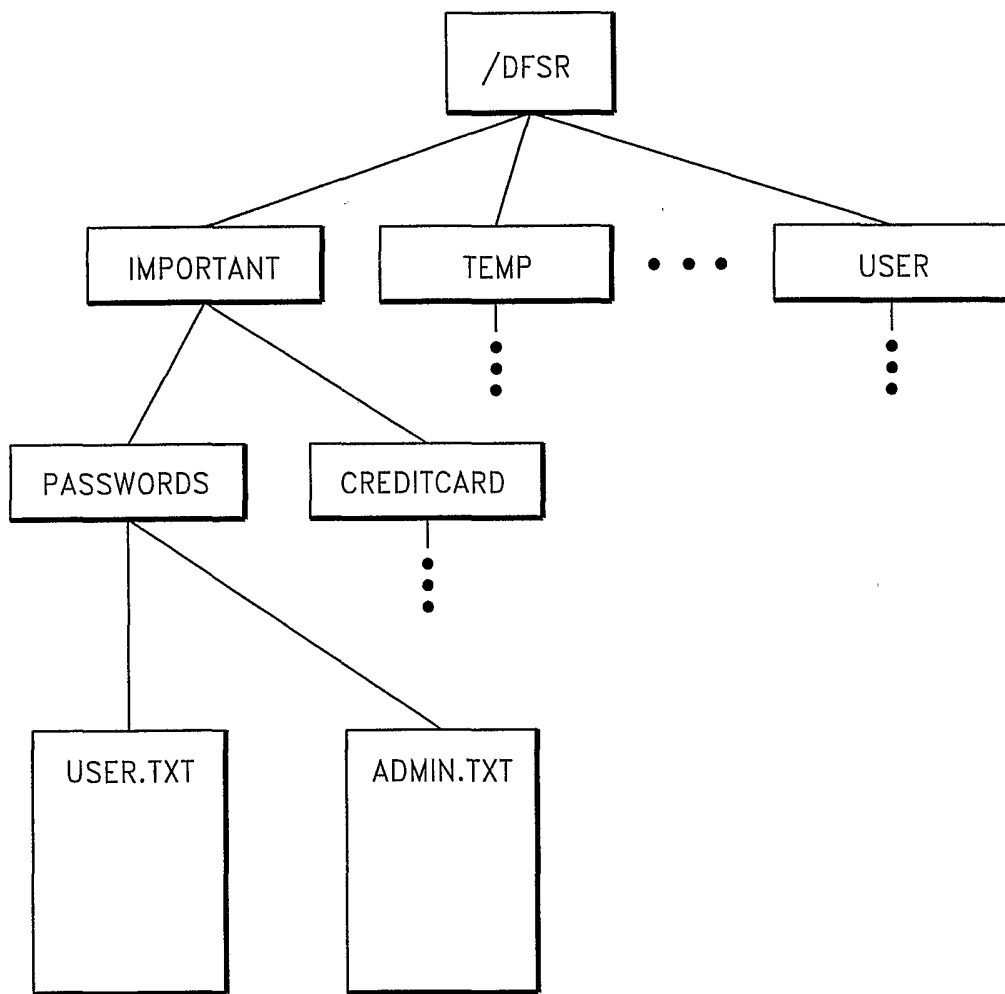 /DFSR
IMPORTANT
TEMP
USER
PASSWORDS
CREDITCARD
USER.TXT
ADMIN.TXT